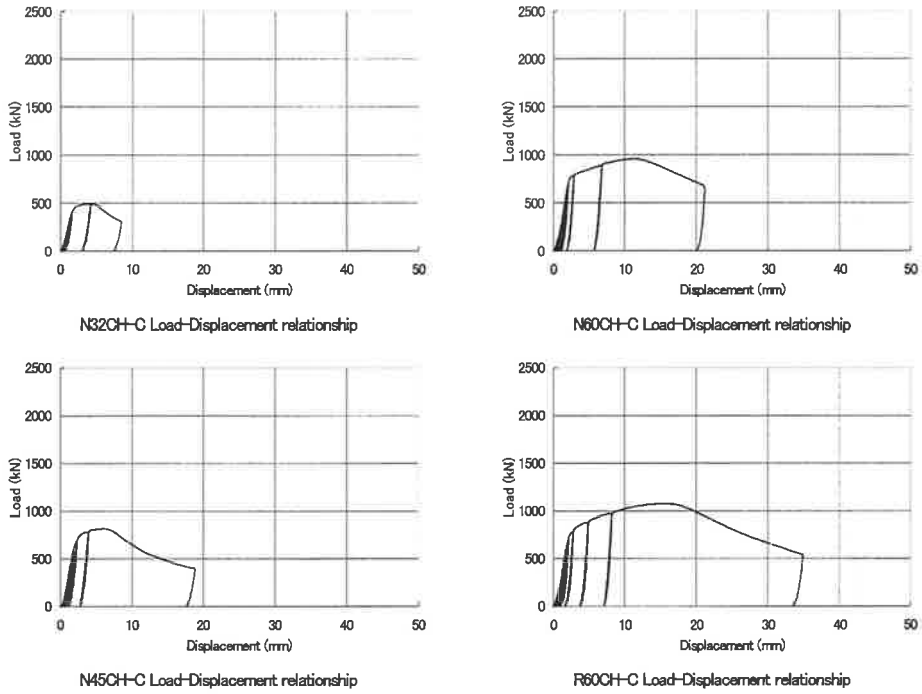 2500
2000
1500
1000
500
0
Load (kN)
0 10 20 30 40 50
Displacement (mm)
N32CH-C Load-Displacement relationship
2500
2000
1500
1000
500
0
Load (kN)
0 10 20 30 40 50
Displacement (mm)
N60CH-C Load-Displacement relationship
2500
2000
1500
1000
500
0
Load (kN)
0 10 20 30 40 50
Displacement (mm)
N45CH-C Load-Displacement relationship
2500
2000
1500
1000
500
0
Load (kN)
0 10 20 30 40 50
Displacement (mm)
R60CH-C Load-Displacement relationship